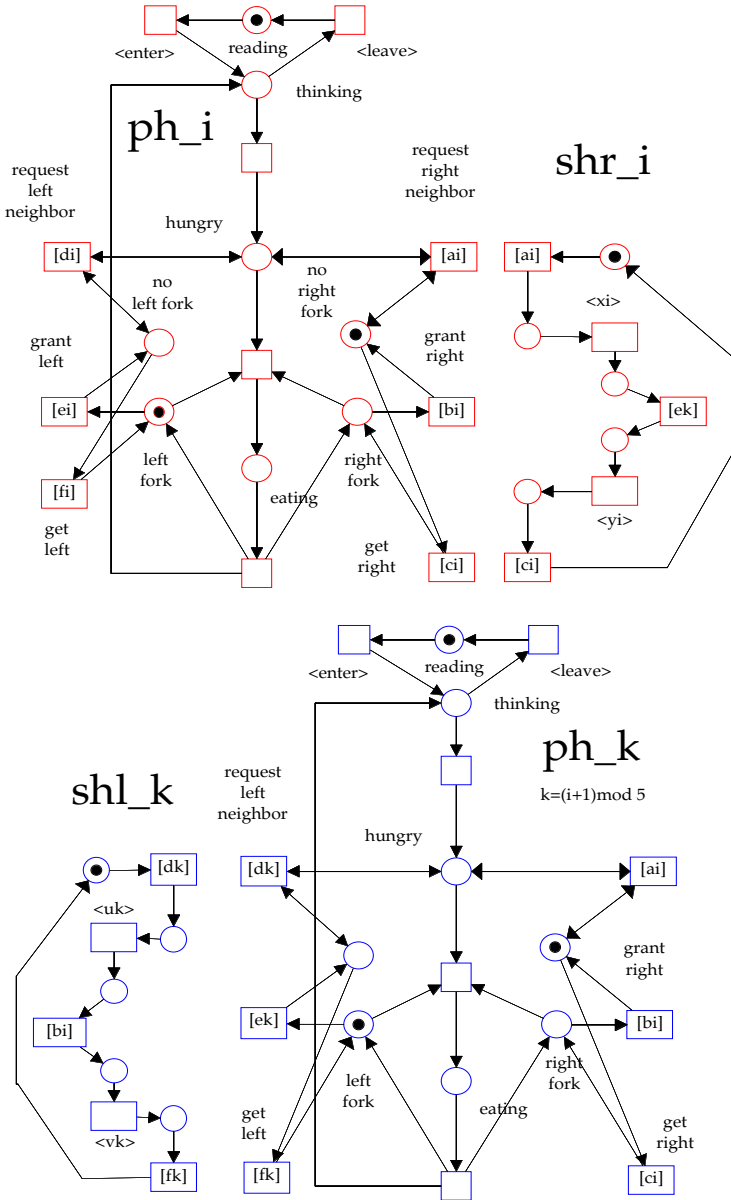 reading
<enter>
<leave>
thinking
ph_i
request
left
neighbor
request
right
neighbor
shr_i
hungry
[di]
[ai]
[ai]
no
left fork
no
right
fork
<xi>
grant
left
grant
right
[ei]
[bi]
[ek]
left
fork
right
fork
[fi]
eating
<yi>
get
left
get
right
[ci]
[ci]
reading
<enter>
<leave>
thinking
ph_k
k=(i+1)mod 5
request
left
neighbor
shl_k
hungry
[dk]
[dk]
[ai]
<uk>
grant
right
[bi]
[ek]
[bi]
left
fork
right
fork
<vk>
eating
get
left
get
right
[fk]
[fk]
[ci]